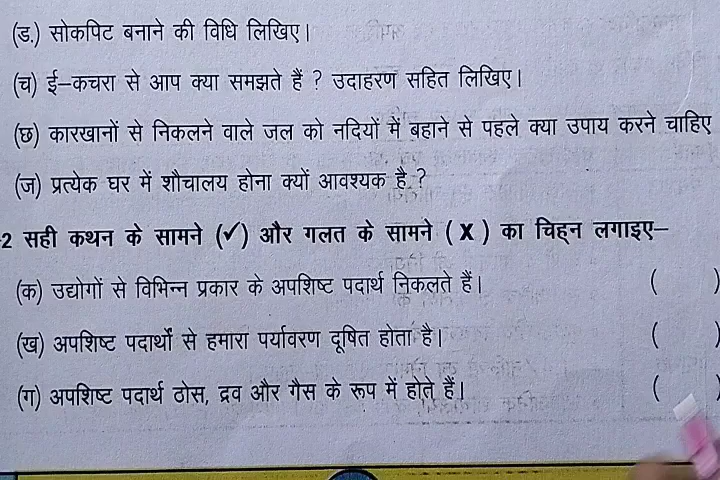 (ड.) सोकपिट बनाने की विधि लिखिए।
(च) ई–कचरा से आप क्या समझते हैं ? उदाहरण सहित लिखिए।
(छ) कारखानों से निकलने वाले जल को नदियों में बहाने से पहले क्या उपाय करने चाहिए
(ज) प्रत्येक घर में शौचालय होना क्यों आवश्यक है ?
2 सही कथन के सामने (✓) और गलत के सामने ( X ) का चिह्न लगाइए–
(क) उद्योगों से विभिन्न प्रकार के अपशिष्ट पदार्थ निकलते हैं। ( )
(ख) अपशिष्ट पदार्थों से हमारा पर्यावरण दूषित होता है। ( )
(ग) अपशिष्ट पदार्थ ठोस, द्रव और गैस के रूप में होते हैं। ( )